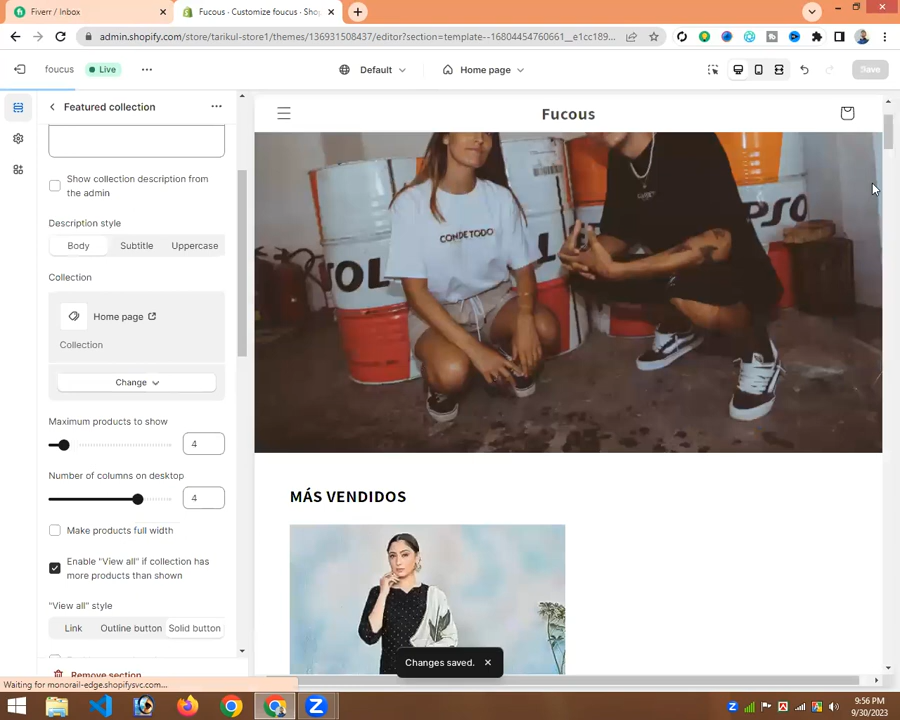 Fiverr / Inbox
Fucous · Customize foucus · Shop
admin.shopify.com/store/tarikul-store1/themes/136931508437/editor?section=template--16804454760661__e1cc189...
foucus
Live
Default
Home page
Save
Featured collection
Show collection description from
the admin
Description style
Body
Subtitle
Uppercase
Collection
Home page
Collection
Change
Maximum products to show
4
Number of columns on desktop
4
Make products full width
Enable "View all" if collection has
more products than shown
"View all" style
Link
Outline button
Solid button
Remove section
Fucous
CONDETODO
MÁS VENDIDOS
Changes saved.
Waiting for monorail-edge.shopifysvc.com...
9:56 PM
9/30/2023